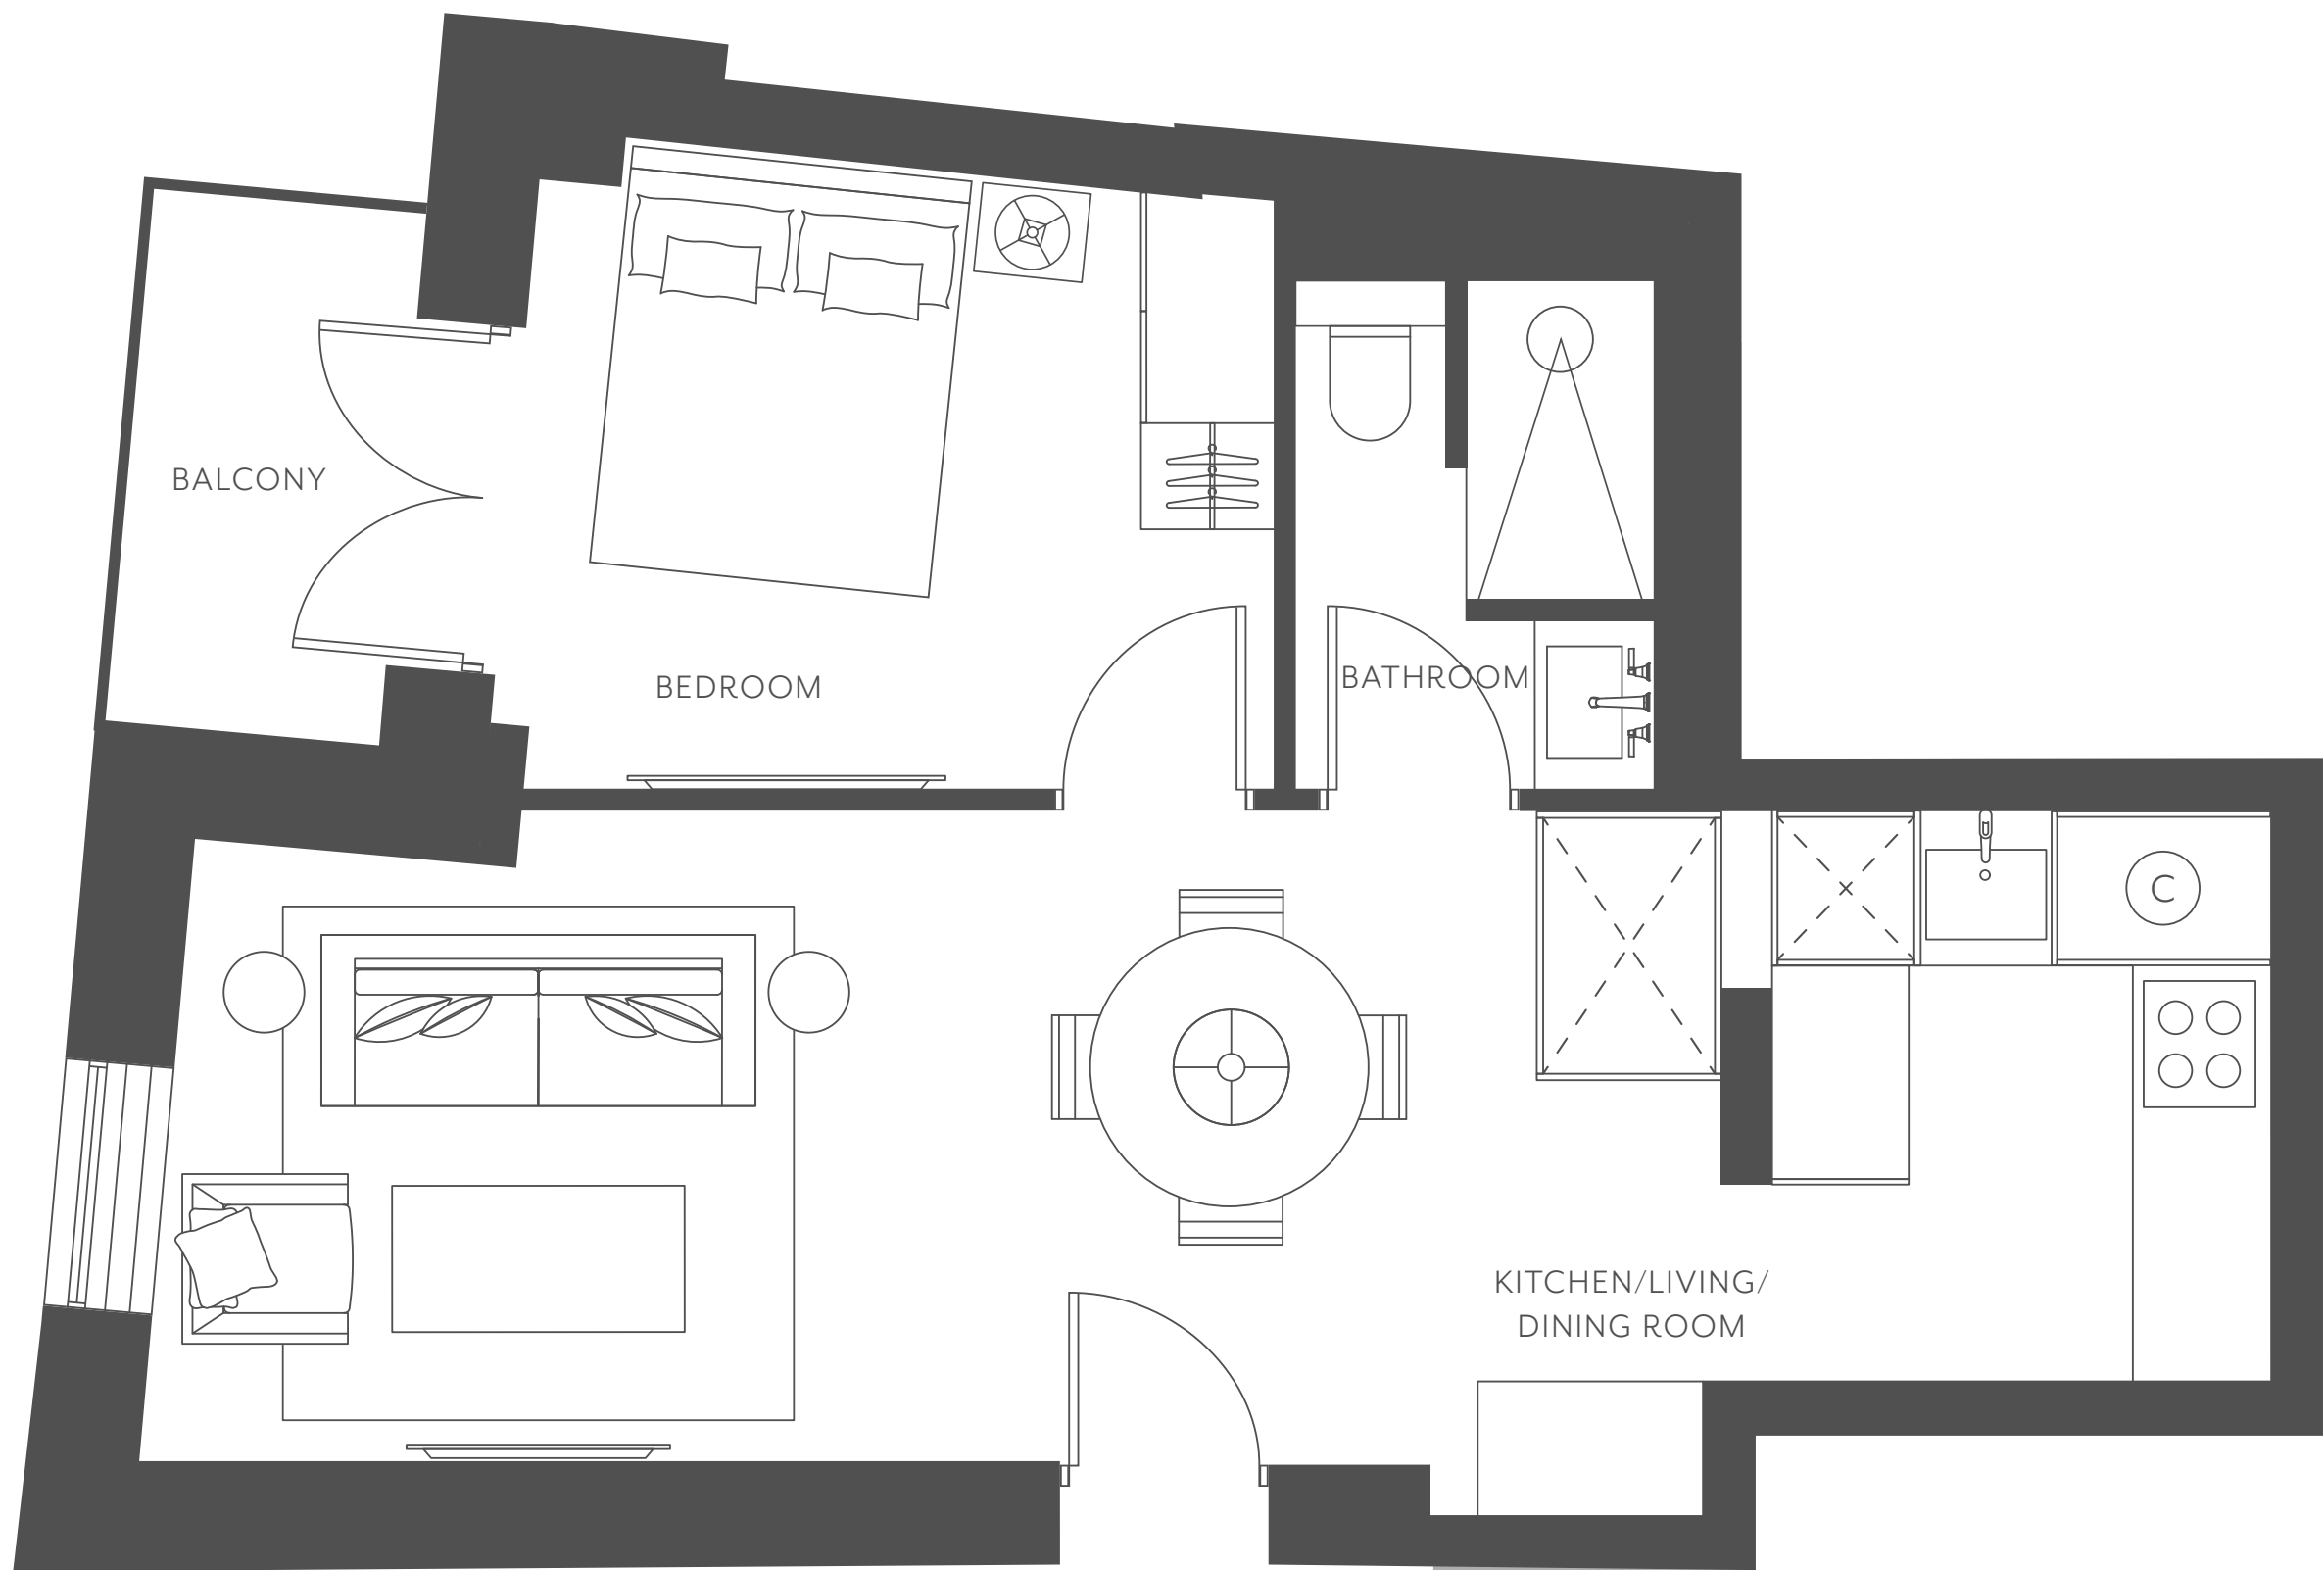 BALCONY
BEDROOM
BATHROOM
C
KITCHEN/LIVING/
DINING ROOM